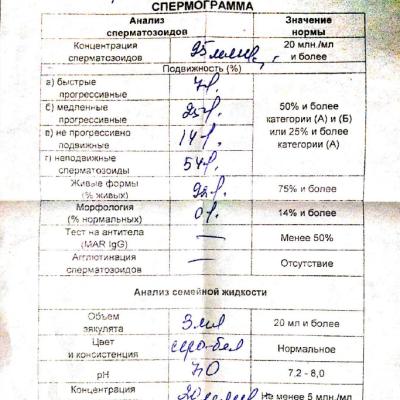 СПЕРМОГРАММА
Анализ сперматозоидов Значение нормы
Концентрация сперматозоидов 95 млн 20 млн./мл и более
Подвижность (%)
а) быстрые прогрессивные 7%
б) медленные прогрессивные 25%
в) не прогрессивно подвижные 14%
г) неподвижные сперматозоиды 54%
50% и более категории (А) и (Б) или 25% и более категории (А)
Живые формы (% живых) 75% и более
Морфология (% нормальных) 0% 14% и более
Тест на антитела (MAR IgG) — Менее 50%
Агглютинация сперматозоидов — Отсутствие
Анализ семейной жидкости
Объем эякулята 3 мл 20 мл и более
Цвет и консистенция серо-бел Нормальное
pH 7,2 - 8,0
Концентрация Не менее 5 млн./мл